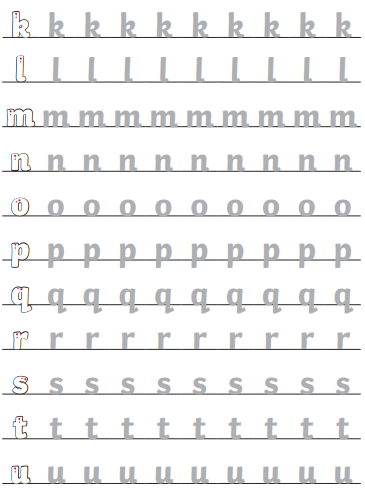 k k k k k k k k k k
l l l l l l l l l l
m m m m m m m m m m
n n n n n n n n n n
o o o o o o o o o o
p p p p p p p p p p
q q q q q q q q q q
r r r r r r r r r r
s s s s s s s s s s
t t t t t t t t t t
u u u u u u u u u u